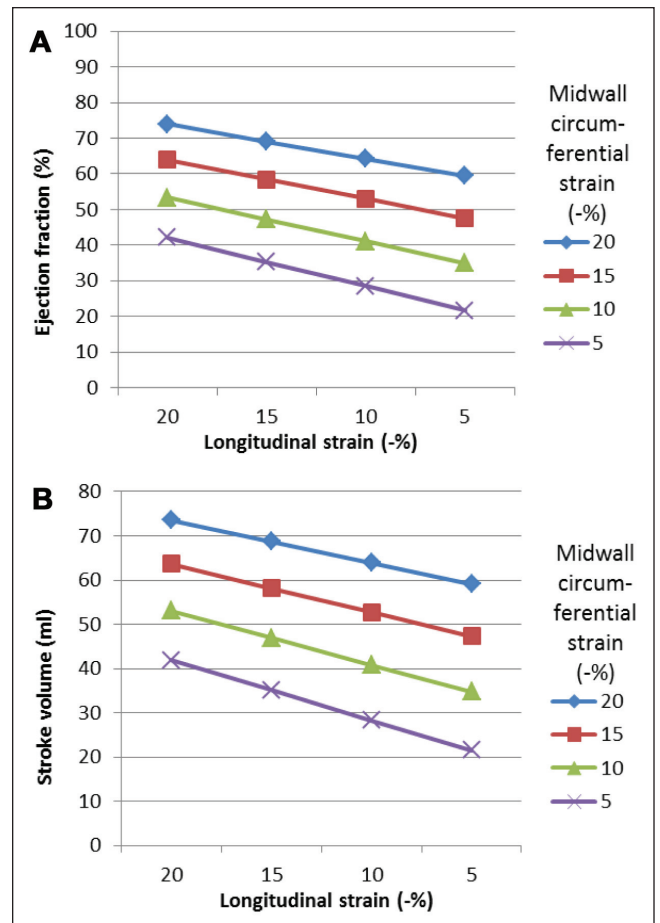 A
100
90
80
70
60
50
40
30
20
10
0
Ejection fraction (%)
20 15 10 5
Longitudinal strain (-%)
Midwall
circum-
ferential
strain
(-%)
20
15
10
5
B
80
70
60
50
40
30
20
10
0
Stroke volume (ml)
20 15 10 5
Longitudinal strain (-%)
Midwall
circum-
ferential
strain
(-%)
20
15
10
5